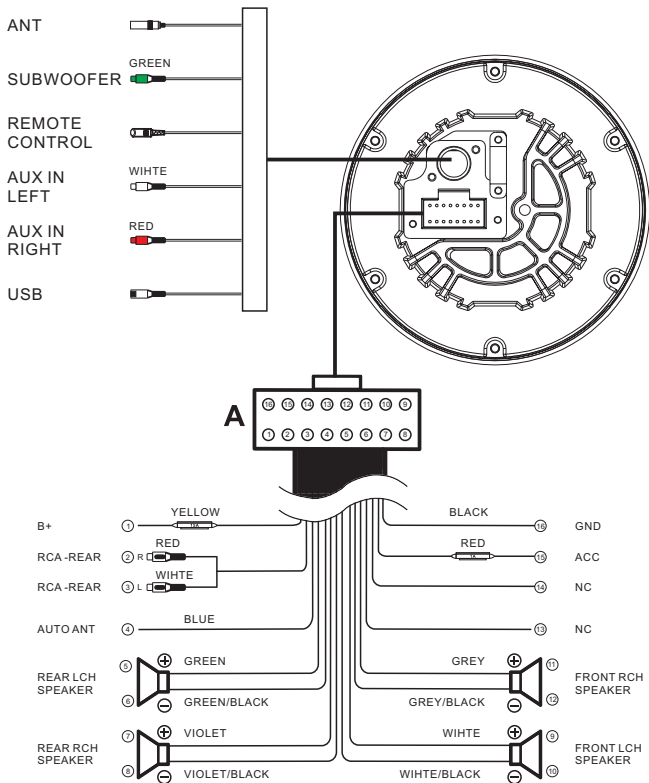 ANT
GREEN
SUBWOOFER
REMOTE
CONTROL
WIHTE
AUX IN
LEFT
RED
AUX IN
RIGHT
USB
A
16 15 14 13 12 11 10 9
1 2 3 4 5 6 7 8
B+ 1 YELLOW
RCA-REAR 2 R RED
RCA-REAR 3 L WIHTE
AUTO ANT 4 BLUE
5 GREEN
REAR LCH
SPEAKER
6 GREEN/BLACK
7 VIOLET
REAR RCH
SPEAKER
8 VIOLET/BLACK
BLACK 16 GND
RED 1A 15 ACC
14 NC
13 NC
GREY 11
FRONT RCH
SPEAKER
GREY/BLACK 12
WIHTE 9
FRONT LCH
SPEAKER
WIHTE/BLACK 10